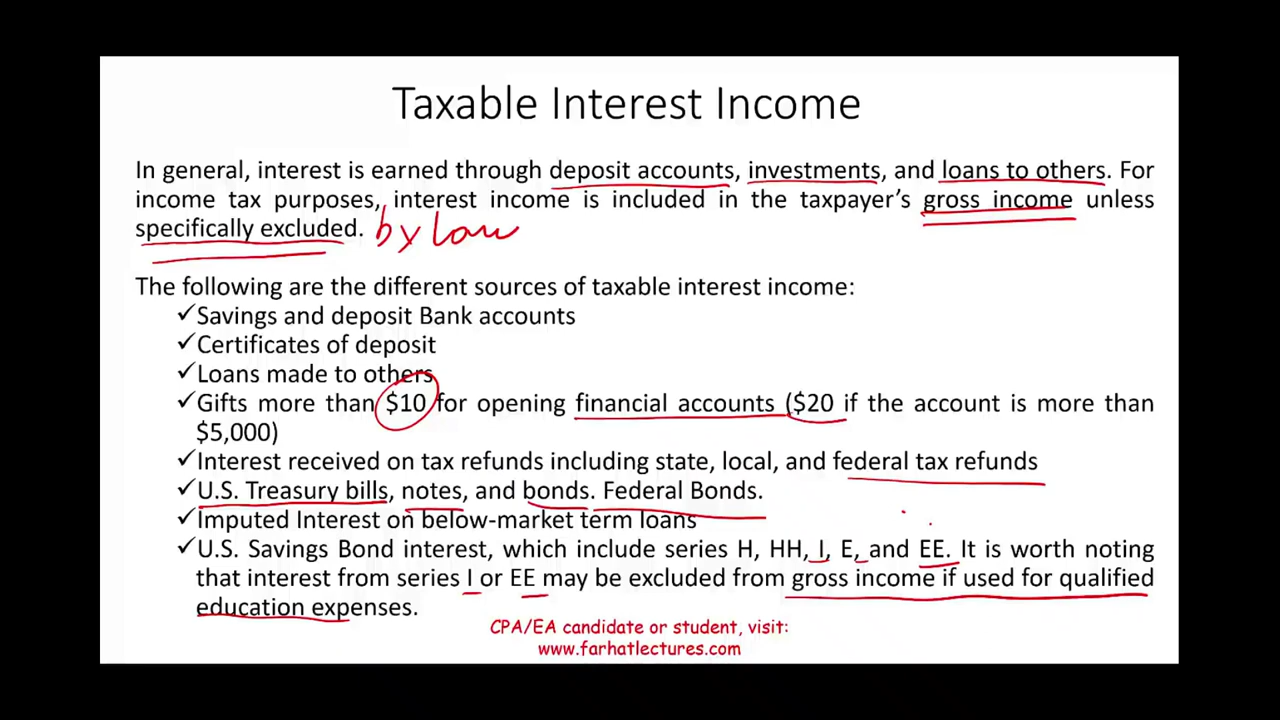 Taxable Interest Income
In general, interest is earned through deposit accounts, investments, and loans to others. For
income tax purposes, interest income is included in the taxpayer's gross income unless
specifically excluded. by law
The following are the different sources of taxable interest income:
✓Savings and deposit Bank accounts
✓Certificates of deposit
✓Loans made to others
✓Gifts more than $10 for opening financial accounts ($20 if the account is more than
$5,000)
✓Interest received on tax refunds including state, local, and federal tax refunds
✓U.S. Treasury bills, notes, and bonds. Federal Bonds.
✓Imputed Interest on below-market term loans
✓U.S. Savings Bond interest, which include series H, HH, I, E, and EE. It is worth noting
that interest from series I or EE may be excluded from gross income if used for qualified
education expenses.
CPA/EA candidate or student, visit:
www.farhatlectures.com